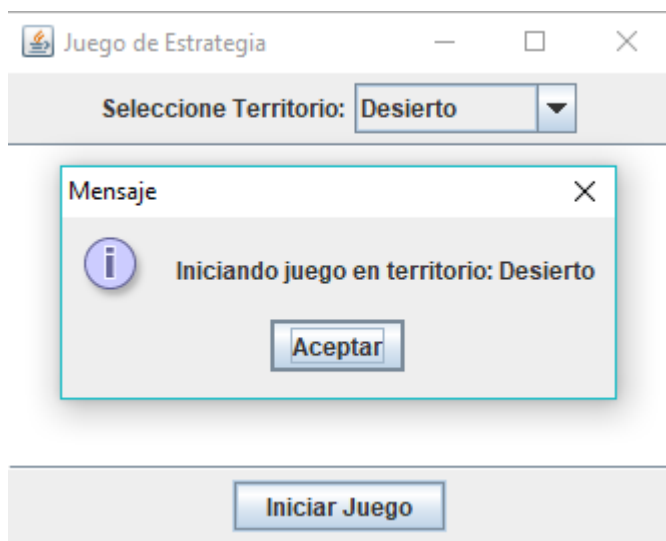 Juego de Estrategia
Seleccione Territorio: Desierto
Mensaje
Iniciando juego en territorio: Desierto
Aceptar
Iniciar Juego